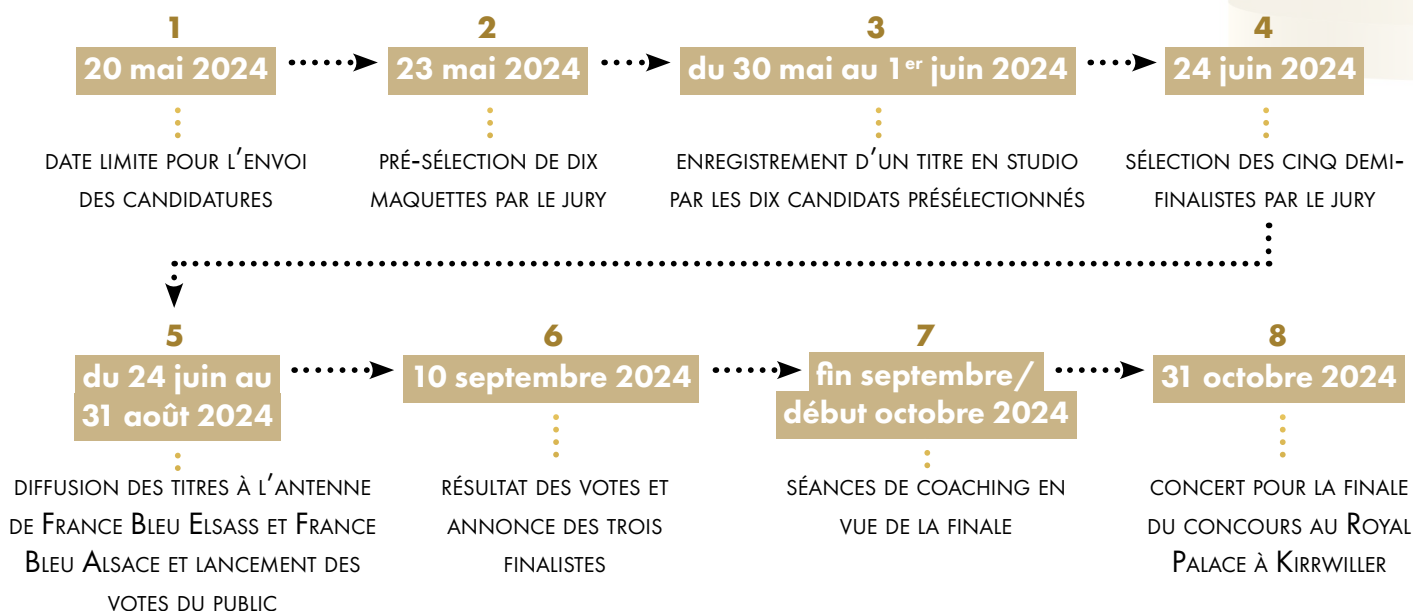 1
20 mai 2024
DATE LIMITE POUR L'ENVOI
DES CANDIDATURES
2
23 mai 2024
PRÉ-SÉLECTION DE DIX
MAQUETTES PAR LE JURY
3
du 30 mai au 1er juin 2024
ENREGISTREMENT D'UN TITRE EN STUDIO
PAR LES DIX CANDIDATS PRÉSÉLECTIONNÉS
4
24 juin 2024
SÉLECTION DES CINQ DEMI-
FINALISTES PAR LE JURY
5
du 24 juin au
31 août 2024
DIFFUSION DES TITRES À L'ANTENNE
DE FRANCE BLEU ELSASS ET FRANCE
BLEU ALSACE ET LANCEMENT DES
VOTES DU PUBLIC
6
10 septembre 2024
RÉSULTAT DES VOTES ET
ANNONCE DES TROIS
FINALISTES
7
fin septembre/
début octobre 2024
SÉANCES DE COACHING EN
VUE DE LA FINALE
8
31 octobre 2024
CONCERT POUR LA FINALE
DU CONCOURS AU ROYAL
PALACE À KIRRWILLER